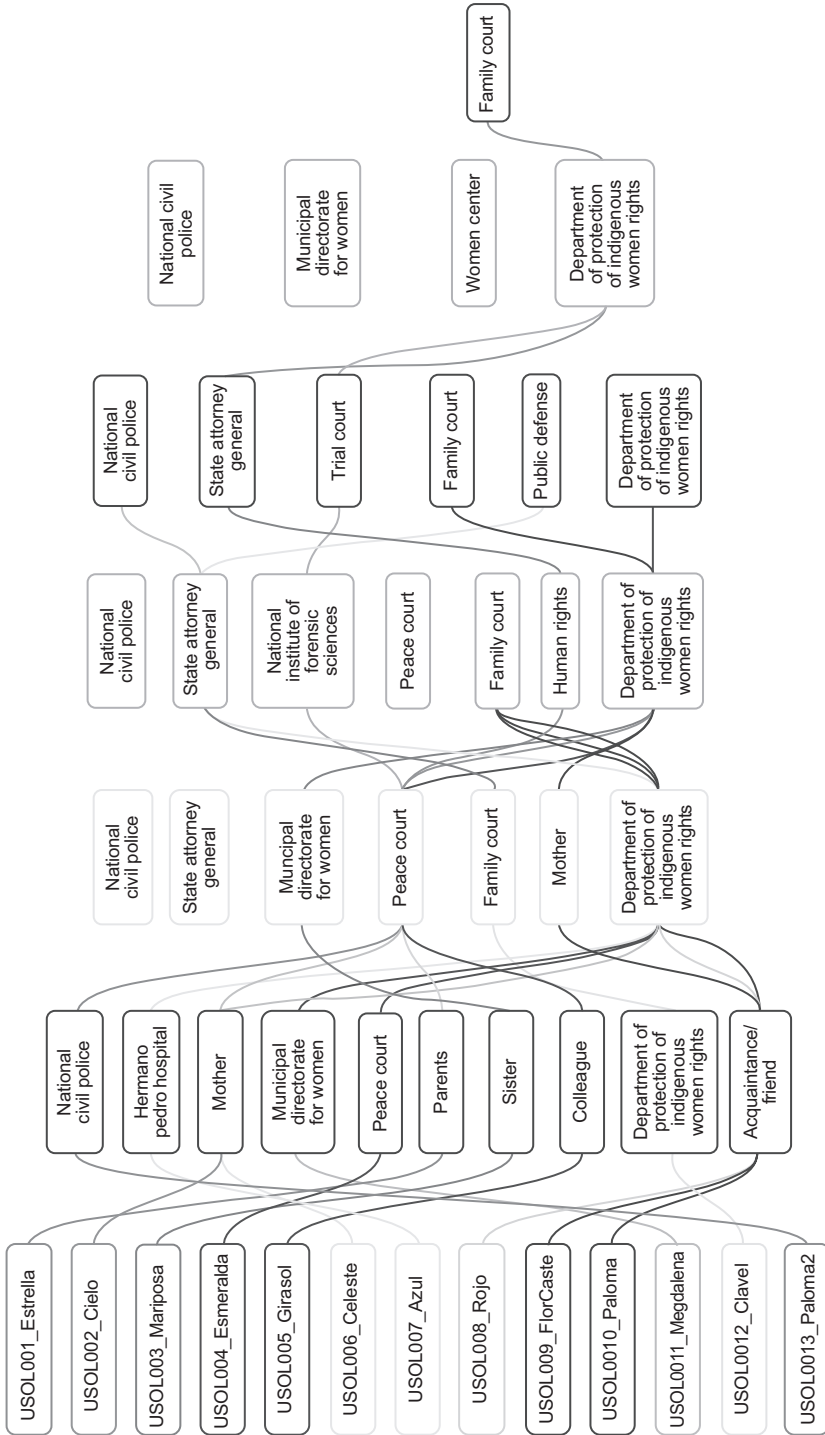 USOL001_Estrella
USOL002_Cielo
USOL003_Mariposa
USOL004_Esmeralda
USOL005_Girasol
USOL006_Celeste
USOL007_Azul
USOL008_Rojo
USOL009_FlorCaste
USOL0010_Paloma
USOL0011_Megdalena
USOL0012_Clavel
USOL0013_Paloma2
National
civil police
Hermano
pedro hospital
Mother
Municipal
directorate
for women
Peace court
Parents
Sister
Colleague
Department of
protection of
indigenous
women rights
Acquaintance/
friend
National
civil police
State attorney
general
Muncipal
directorate
for women
Peace court
Family court
Mother
Department of
protection of
indigenous
women rights
National
civil police
State attorney
general
National
institute of
forensic
sciences
Peace court
Family court
Human rights
Department of
protection of
indigenous
women rights
National
civil police
State attorney
general
Trial court
Family court
Public defense
Department
of protection
of indigenous
women rights
National civil
police
Municipal
directorate
for women
Women center
Department
of protection
of indigenous
women rights
Family court